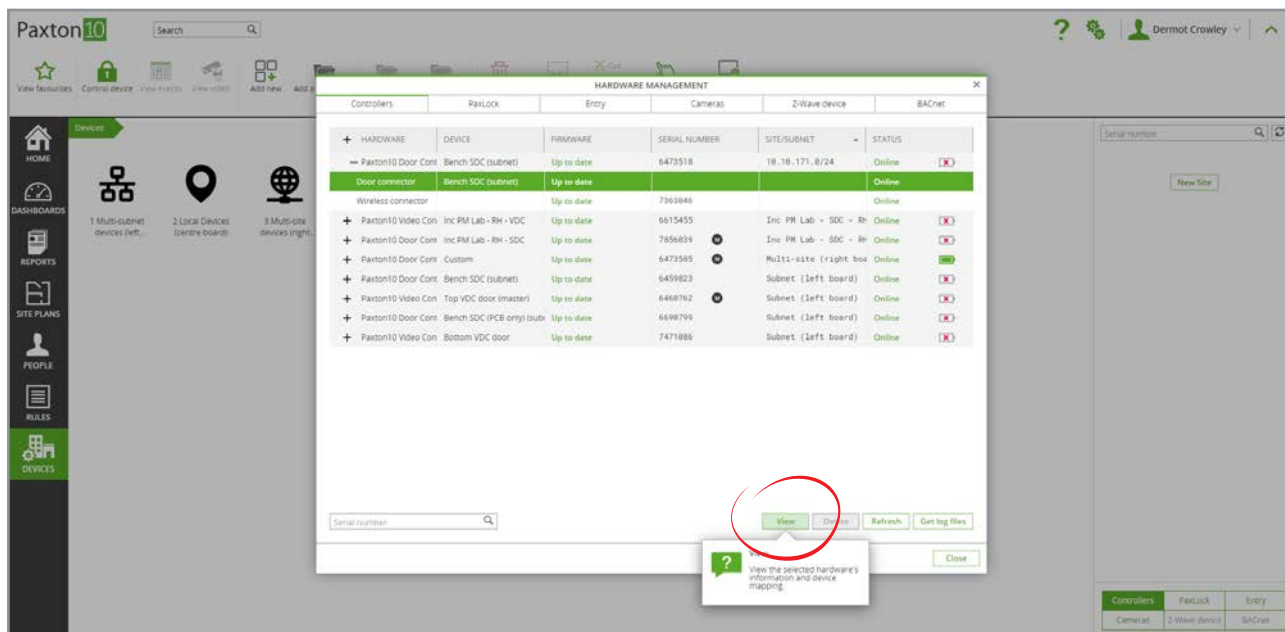 Paxton10
Search
Dermot Crowley
View favourites Control device View events View video Add new
HARDWARE MANAGEMENT
Controllers PaxLock Entry Cameras Z-Wave device BACnet
HARDWARE DEVICE FIRMWARE SERIAL NUMBER SITE/SUBNET STATUS
Paxton10 Door Cont Bench SDC (subnet) Up to date 6473518 10.10.171.0/24 Online
Door connector Bench SDC (subnet) Up to date Online
Wireless connector 7363046 Online
Paxton10 Video Con Inc PM Lab - RH - VDC Up to date 6615455 Inc PM Lab - SDC - RH Online
Paxton10 Door Cont Inc PM Lab - RH - SDC Up to date 7856039 M Inc PM Lab - SDC - RH Online
Paxton10 Door Cont Custom Up to date 6473505 M Multi-site (right boa Online
Paxton10 Door Cont Bench SDC (subnet) Up to date 6459823 Subnet (left board) Online
Paxton10 Video Con Top VDC door (master) Up to date 6460762 M Subnet (left board) Online
Paxton10 Door Cont Bench SDC (PCB only) (sub Up to date 6690799 Subnet (left board) Online
Paxton10 Video Con Bottom VDC door Up to date 7471086 Subnet (left board) Online
Serial number
View Delete Refresh Get log files
View
View the selected hardware's
information and device
mapping.
Close
Devices
1 Multi-subnet
devices (left...
2 Local Devices
(centre board)
3 Multi-site
devices (right...
HOME
DASHBOARDS
REPORTS
SITE PLANS
PEOPLE
RULES
DEVICES
Serial number
New Site
Controllers PaxLock Entry
Cameras Z-Wave device BACnet